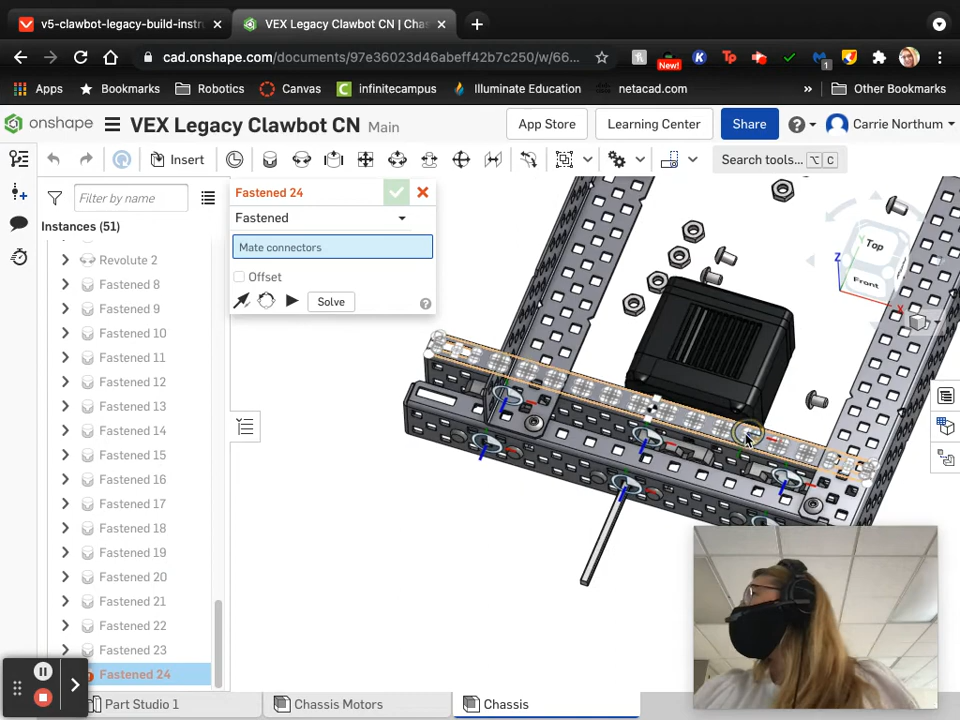 v5-clawbot-legacy-build-instr
VEX Legacy Clawbot CN | Cha
cad.onshape.com/documents/97e36023d46abeff42b7c250/w/66...
New!
Tp
1
Apps
Bookmarks
Robotics
Canvas
infinitecampus
Illuminate Education
netacad.com
»
Other Bookmarks
onshape
VEX Legacy Clawbot CN
Main
App Store
Learning Center
Share
Carrie Northum
Insert
Search tools...
⌥ C
Filter by name
Instances (51)
Revolute 2
Fastened 8
Fastened 9
Fastened 10
Fastened 11
Fastened 12
Fastened 13
Fastened 14
Fastened 15
Fastened 16
Fastened 17
Fastened 18
Fastened 19
Fastened 20
Fastened 21
Fastened 22
Fastened 23
Fastened 24
Fastened 24
Fastened
Mate connectors
Offset
Solve
Top
Front
Z
Y
X
Part Studio 1
Chassis Motors
Chassis